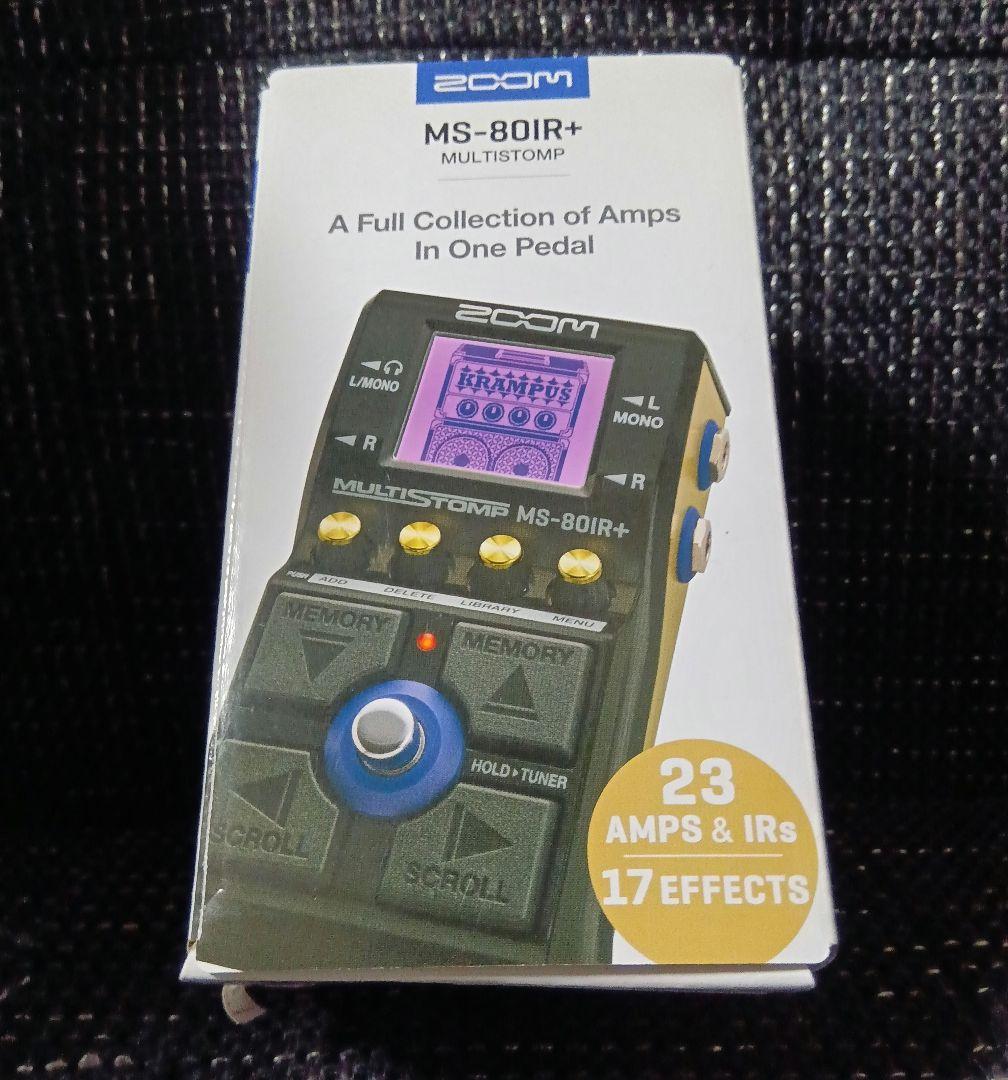 ZOOM
MS-80IR+
MULTISTOMP
A Full Collection of Amps
In One Pedal
ZOOM
KRAMPUS
L/MONO
L
MONO
R
R
MULTISTOMP MS-80IR+
PUSH ADD DELETE LIBRARY MENU
MEMORY
MEMORY
HOLD▶TUNER
SCROLL
SCROLL
23
AMPS & IRs
17 EFFECTS